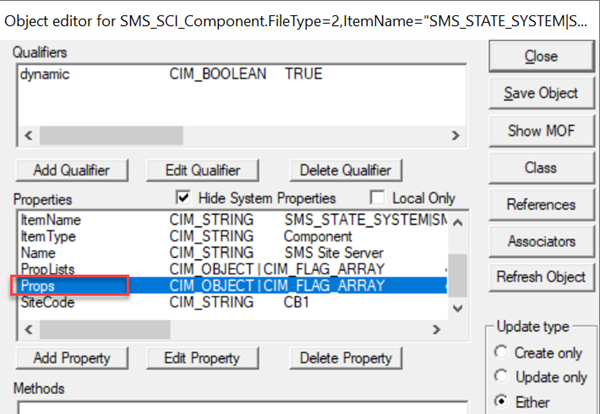 Object editor for SMS_SCI_Component.FileType=2,ItemName="SMS_STATE_SYSTEM|S...
Qualifiers
dynamic CIM_BOOLEAN TRUE
Add Qualifier Edit Qualifier Delete Qualifier
Properties Hide System Properties Local Only
ItemName CIM_STRING SMS_STATE_SYSTEM|SM
ItemType CIM_STRING Component
Name CIM_STRING SMS Site Server
PropLists CIM_OBJECT | CIM_FLAG_ARRAY
Props CIM_OBJECT | CIM_FLAG_ARRAY
SiteCode CIM_STRING CB1
Add Property Edit Property Delete Property
Methods
Close
Save Object
Show MOF
Class
References
Associators
Refresh Object
Update type
Create only
Update only
Either